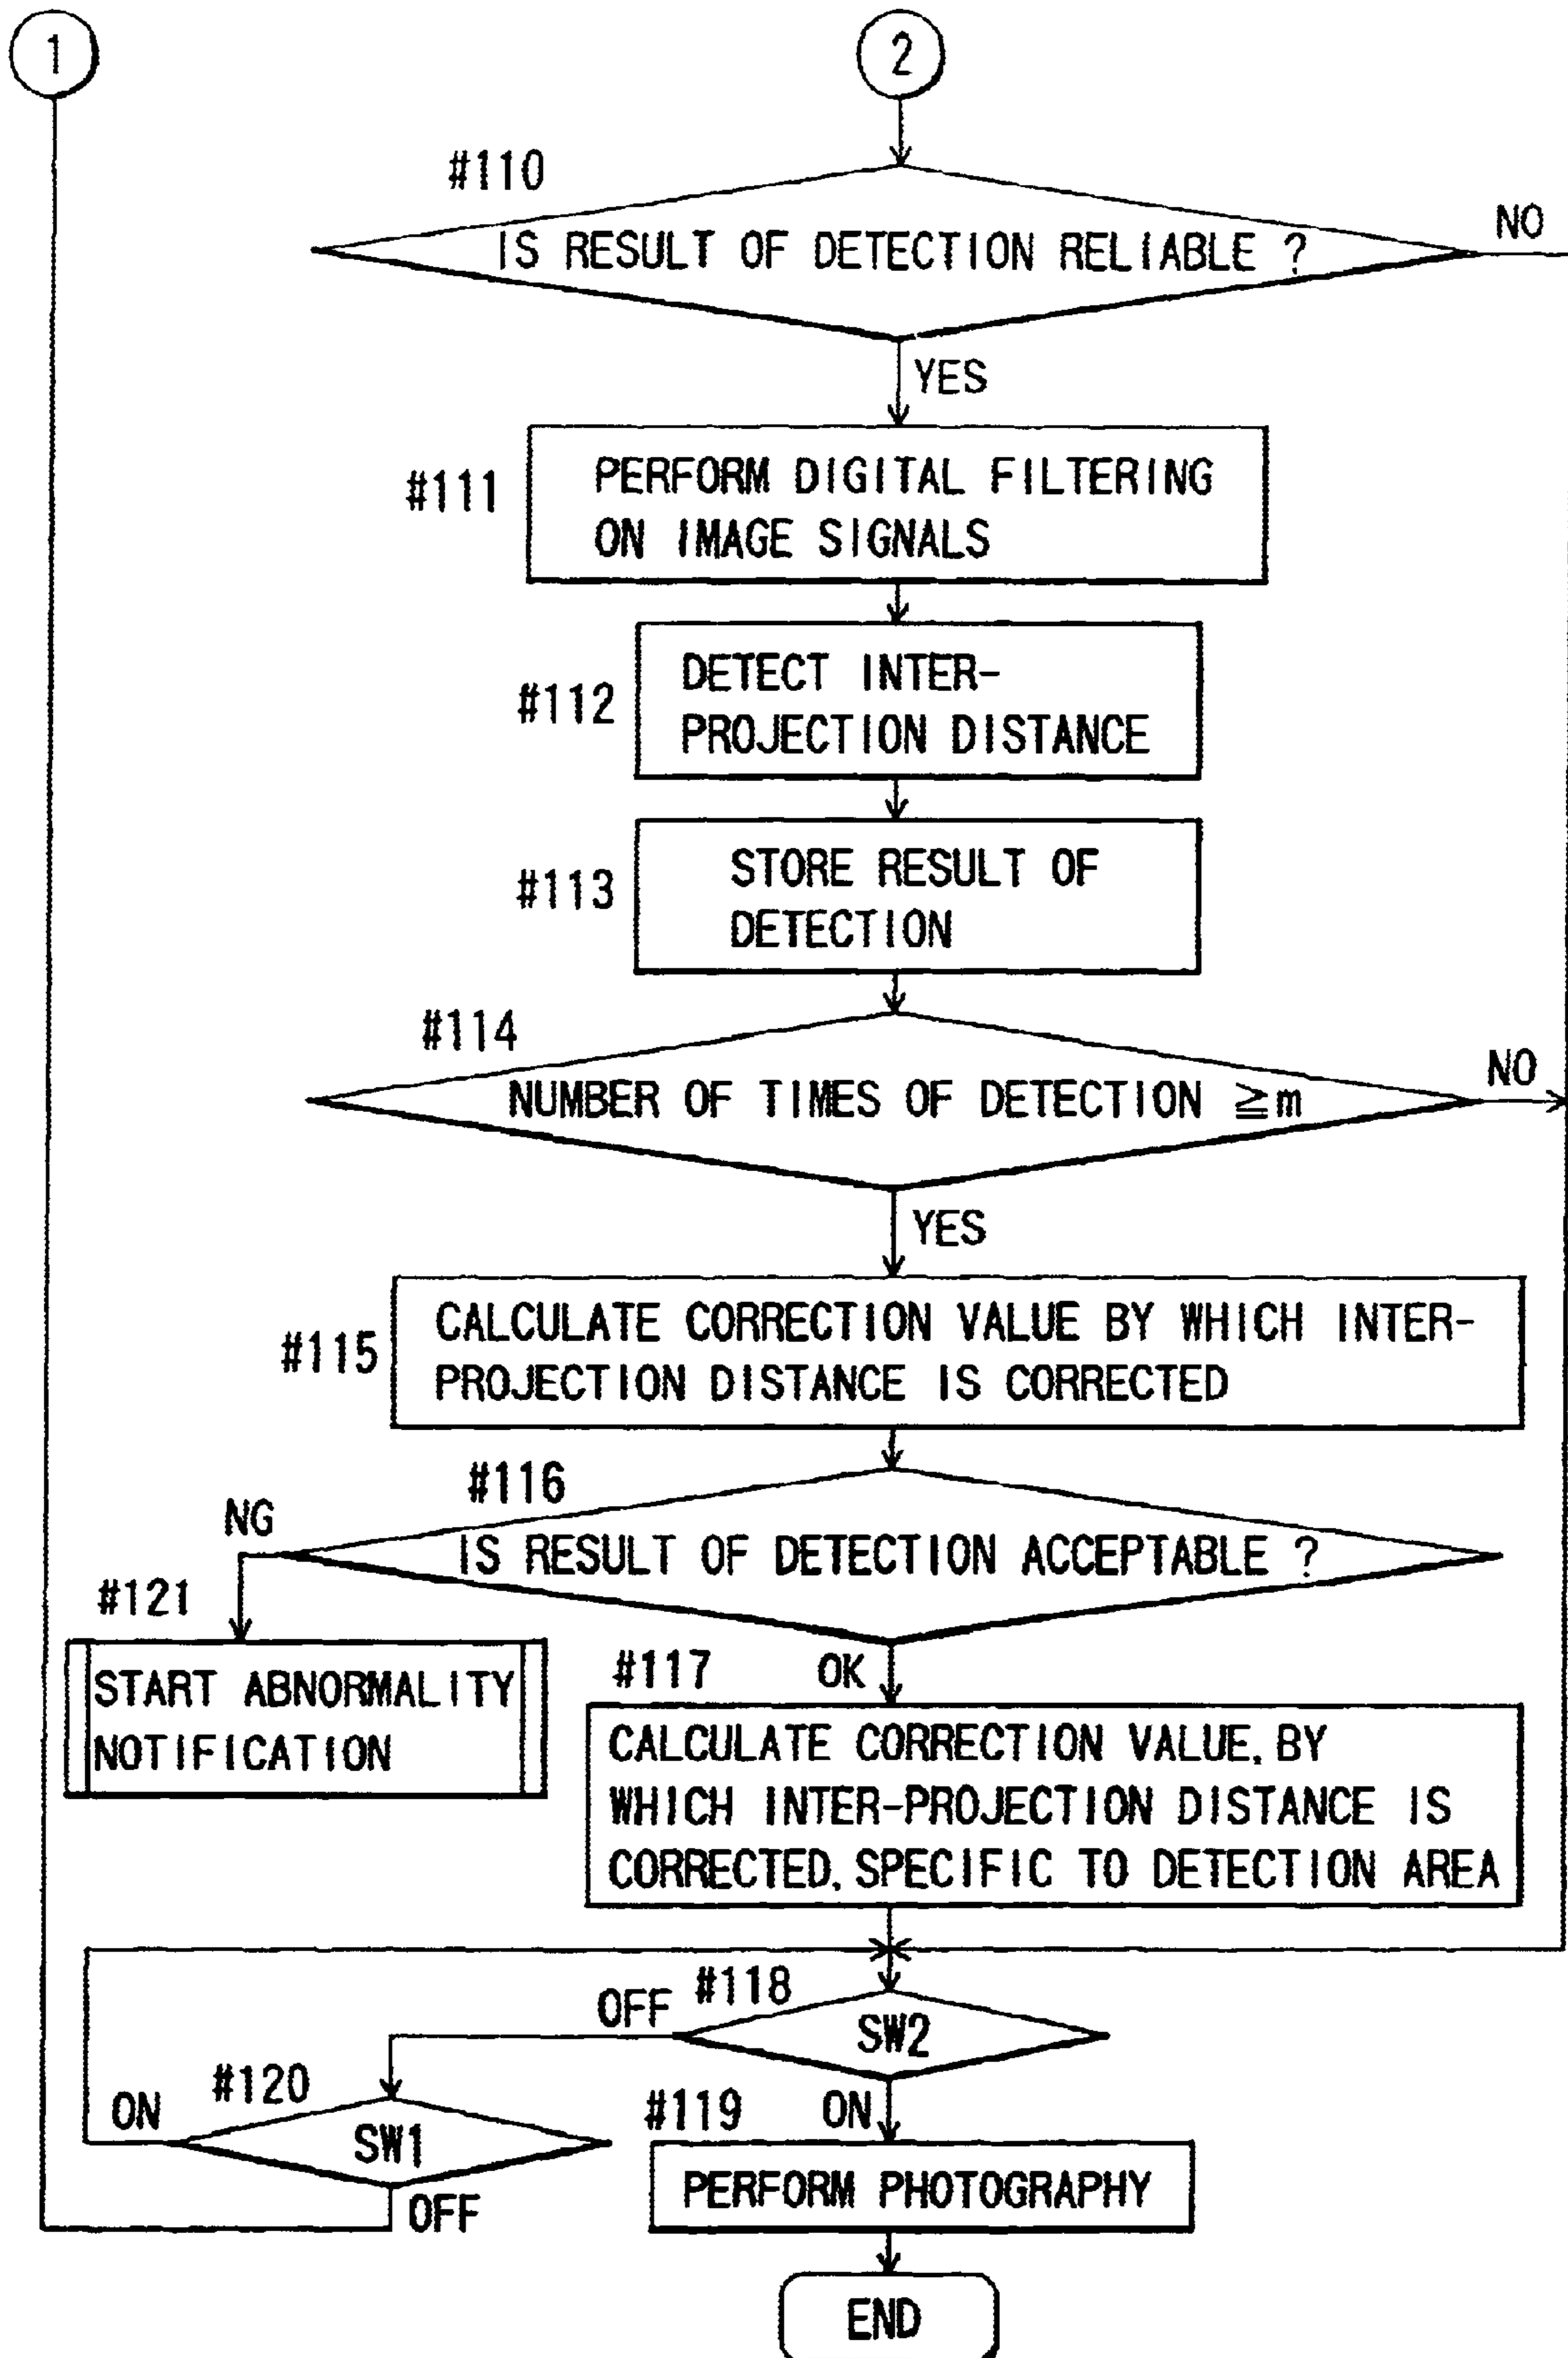 1
2
#110
IS RESULT OF DETECTION RELIABLE ?
NO
YES
#111
PERFORM DIGITAL FILTERING
ON IMAGE SIGNALS
#112
DETECT INTER-
PROJECTION DISTANCE
#113
STORE RESULT OF
DETECTION
#114
NUMBER OF TIMES OF DETECTION ≧m
NO
YES
#115
CALCULATE CORRECTION VALUE BY WHICH INTER-
PROJECTION DISTANCE IS CORRECTED
#116
NG
IS RESULT OF DETECTION ACCEPTABLE ?
#121
START ABNORMALITY
NOTIFICATION
#117
OK
CALCULATE CORRECTION VALUE, BY
WHICH INTER-PROJECTION DISTANCE IS
CORRECTED, SPECIFIC TO DETECTION AREA
OFF
#118
SW2
#120
ON
SW1
OFF
#119
ON
PERFORM PHOTOGRAPHY
END